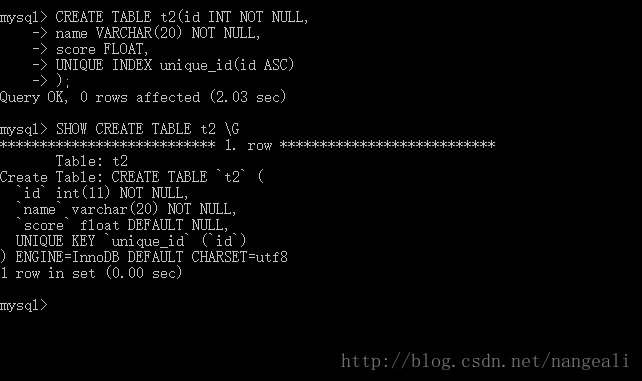 mysql> CREATE TABLE t2(id INT NOT NULL,
    -> name VARCHAR(20) NOT NULL,
    -> score FLOAT,
    -> UNIQUE INDEX unique_id(id ASC)
    -> );
Query OK, 0 rows affected (2.03 sec)

mysql> SHOW CREATE TABLE t2 \G
*************************** 1. row ***************************
       Table: t2
Create Table: CREATE TABLE `t2` (
  `id` int(11) NOT NULL,
  `name` varchar(20) NOT NULL,
  `score` float DEFAULT NULL,
  UNIQUE KEY `unique_id` (`id`)
) ENGINE=InnoDB DEFAULT CHARSET=utf8
1 row in set (0.00 sec)

mysql>
http://blog.csdn.net/nangeali